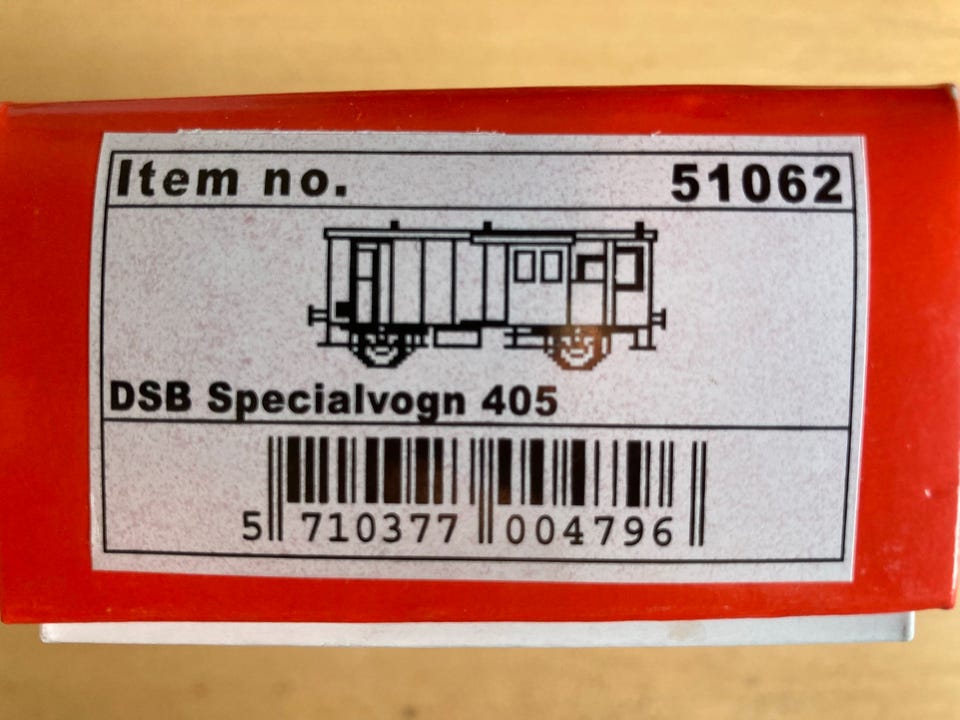 Item no. 51062
DSB Specialvogn 405
5 710377 004796